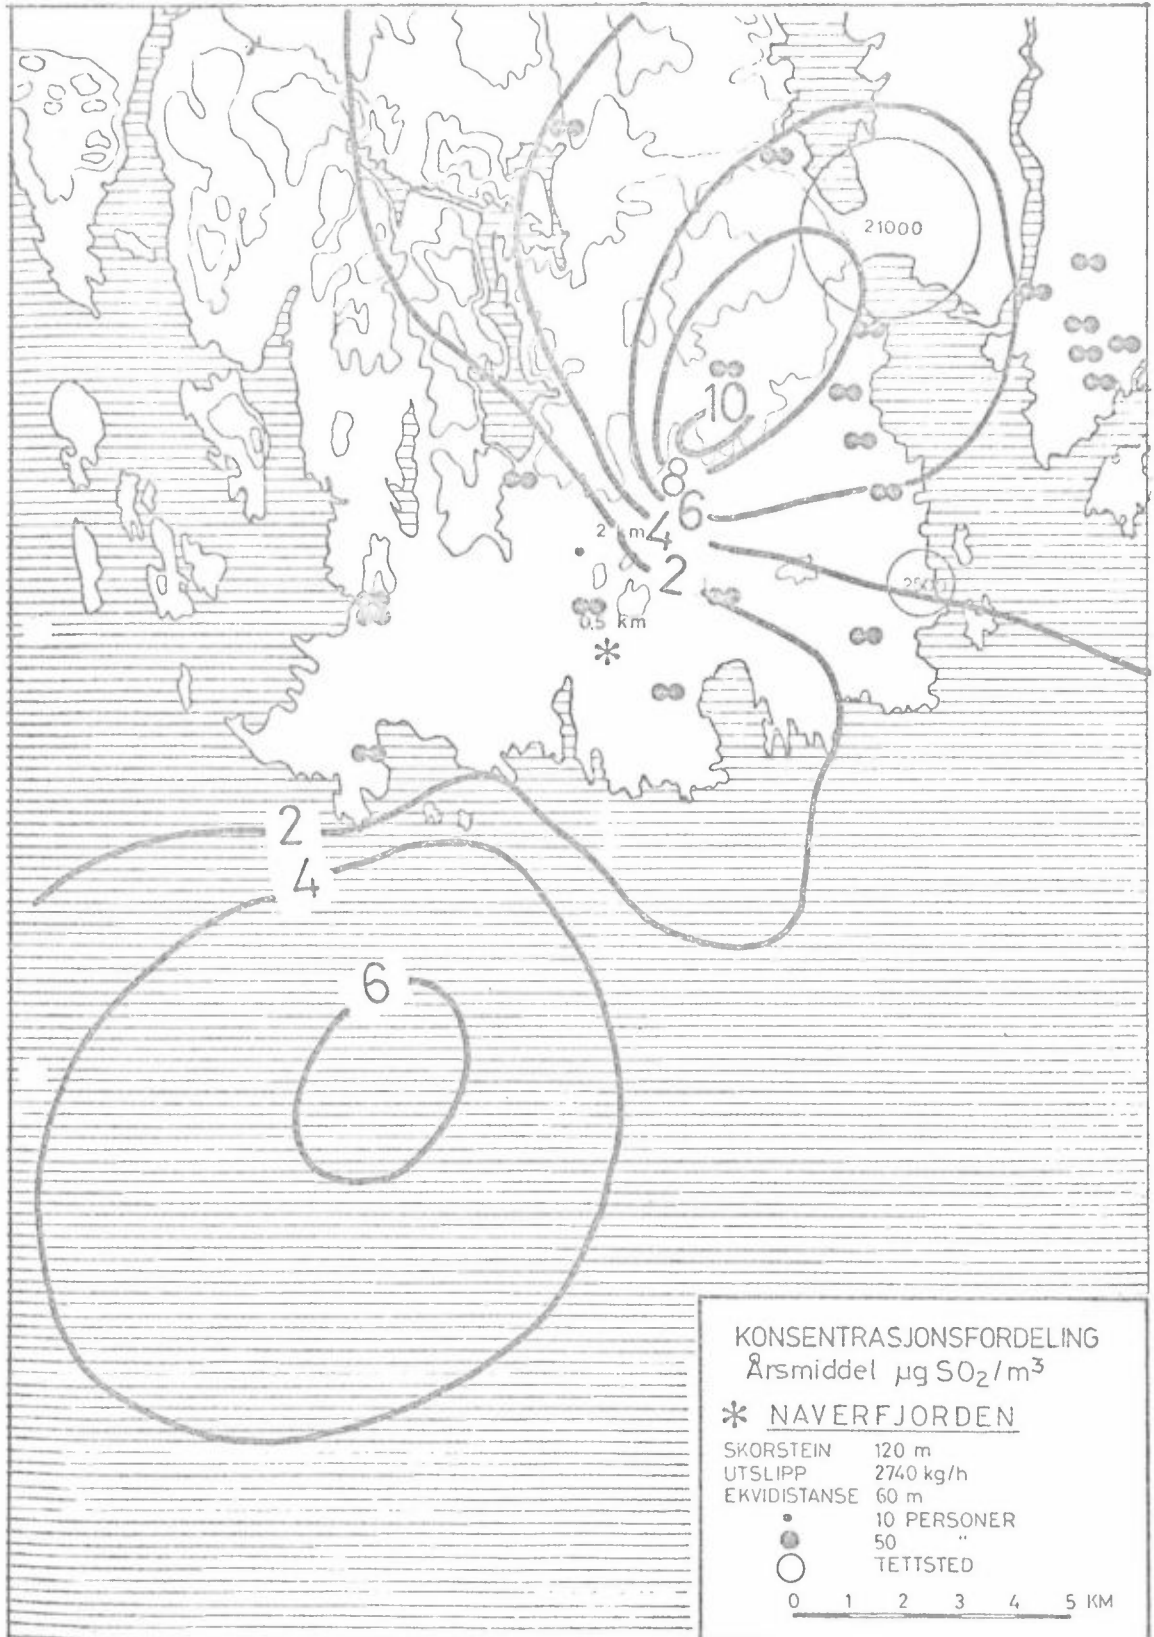 21000
10
8
6
4
2 km
2
0.5 km
2
4
6
KONSENTRASJONSFORDELING
Årsmiddel µg SO₂/m³
* NAVERFJORDEN
SKORSTEIN 120 m
UTSLIPP 2740 kg/h
EKVIDISTANSE 60 m
10 PERSONER
50 "
TETTSTED
0 1 2 3 4 5 KM